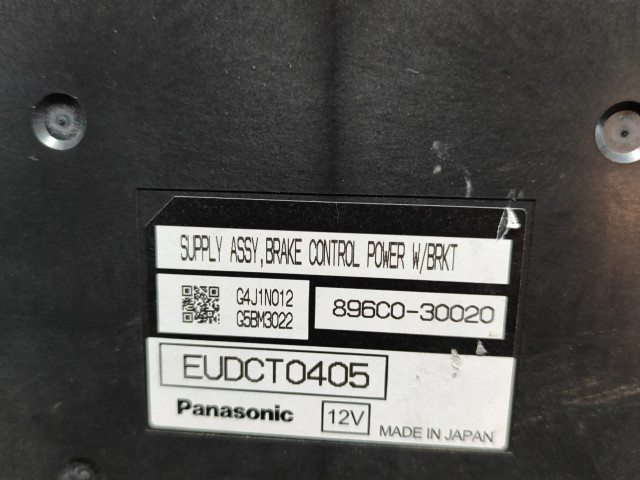 SUPPLY ASSY,BRAKE CONTROL POWER W/BRKT
G4J1N012
G5BM3022
896C0-30020
EUDCT0405
Panasonic
12V
MADE IN JAPAN